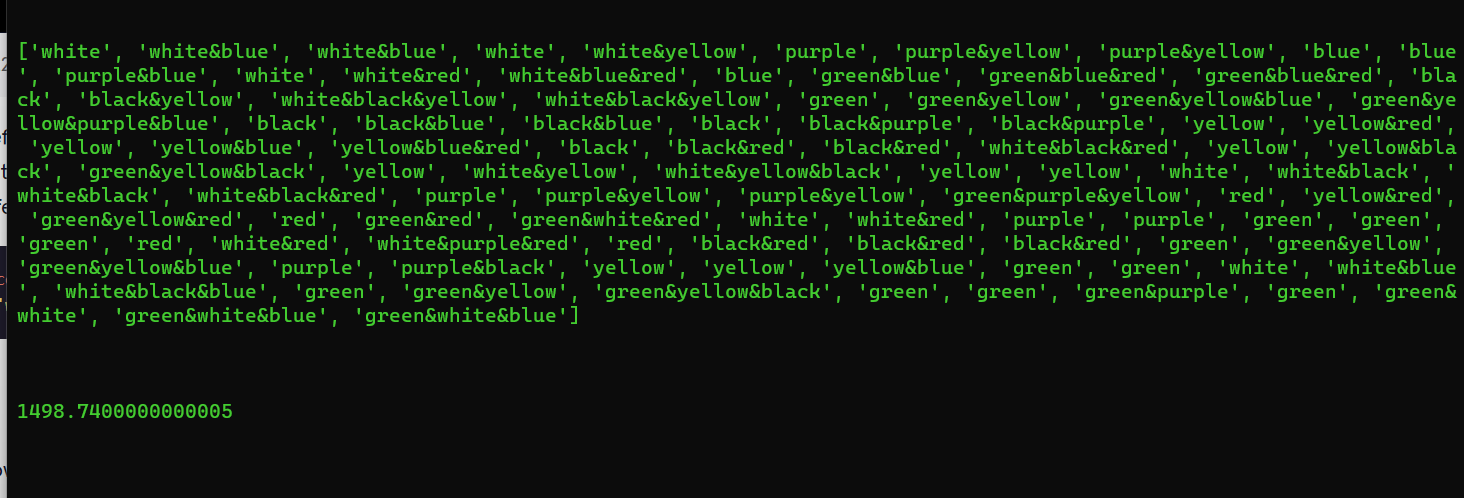 ['white', 'white&blue', 'white&blue', 'white', 'white&yellow', 'purple', 'purple&yellow', 'purple&yellow', 'blue', 'blue
', 'purple&blue', 'white', 'white&red', 'white&blue&red', 'blue', 'green&blue', 'green&blue&red', 'green&blue&red', 'bla
ck', 'black&yellow', 'white&black&yellow', 'white&black&yellow', 'green', 'green&yellow', 'green&yellow&blue', 'green&ye
llow&purple&blue', 'black', 'black&blue', 'black&blue', 'black', 'black&purple', 'black&purple', 'yellow', 'yellow&red',
'yellow', 'yellow&blue', 'yellow&blue&red', 'black', 'black&red', 'black&red', 'white&black&red', 'yellow', 'yellow&bla
ck', 'green&yellow&black', 'yellow', 'white&yellow', 'white&yellow&black', 'yellow', 'yellow', 'white', 'white&black', '
white&black', 'white&black&red', 'purple', 'purple&yellow', 'purple&yellow', 'green&purple&yellow', 'red', 'yellow&red',
'green&yellow&red', 'red', 'green&red', 'green&white&red', 'white', 'white&red', 'purple', 'purple', 'green', 'green',
'green', 'red', 'white&red', 'white&purple&red', 'red', 'black&red', 'black&red', 'black&red', 'green', 'green&yellow',
'green&yellow&blue', 'purple', 'purple&black', 'yellow', 'yellow', 'yellow&blue', 'green', 'green', 'white', 'white&blue
', 'white&black&blue', 'green', 'green&yellow', 'green&yellow&black', 'green', 'green', 'green&purple', 'green', 'green&
white', 'green&white&blue', 'green&white&blue']
1498.7400000000005